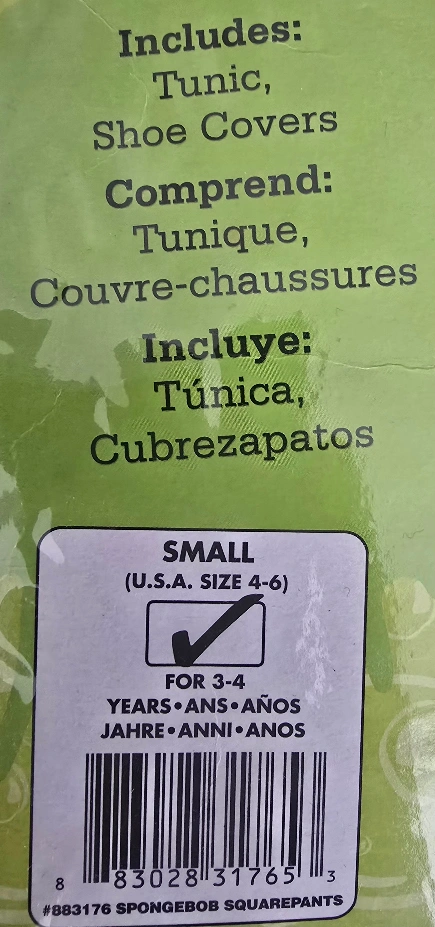 Includes:
Tunic,
Shoe Covers
Comprend:
Tunique,
Couvre-chaussures
Incluye:
Túnica,
Cubrezapatos
SMALL
(U.S.A. SIZE 4-6)
FOR 3-4
YEARS•ANS•AÑOS
JAHRE•ANNI•ANOS
8 83028 31765 3
#883176 SPONGEBOB SQUAREPANTS